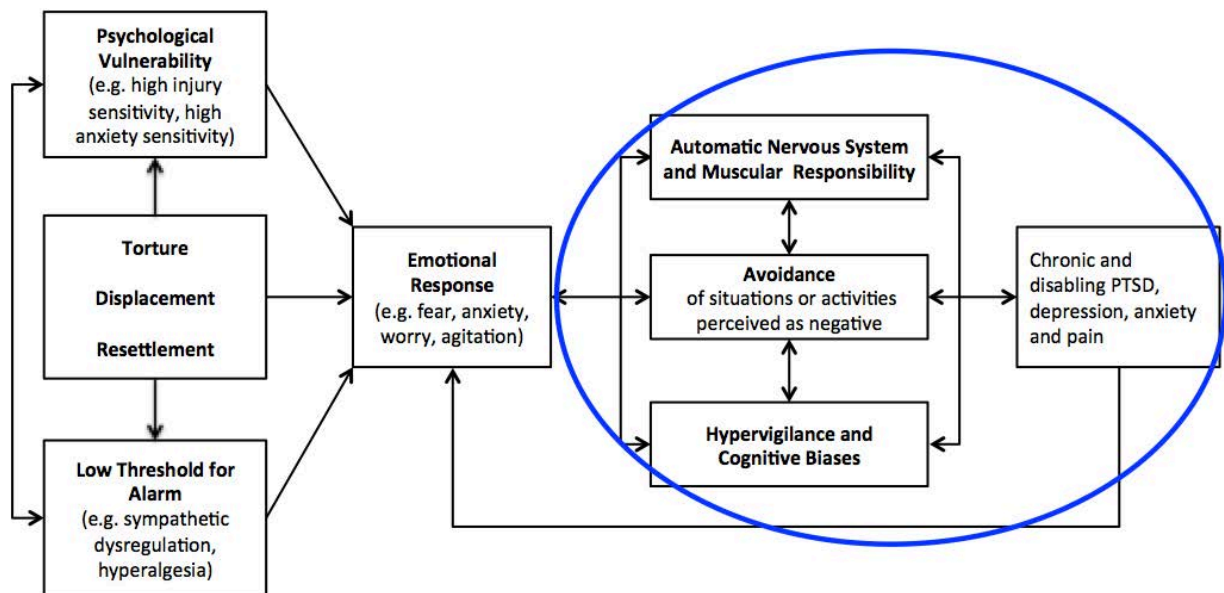 Psychological
Vulnerability
(e.g. high injury
sensitivity, high
anxiety sensitivity)
Torture
Displacement
Resettlement
Low Threshold for
Alarm
(e.g. sympathetic
dysregulation,
hyperalgesia)
Emotional
Response
(e.g. fear, anxiety,
worry, agitation)
Automatic Nervous System
and Muscular Responsibility
Avoidance
of situations or activities
perceived as negative
Hypervigilance and
Cognitive Biases
Chronic and
disabling PTSD,
depression, anxiety
and pain